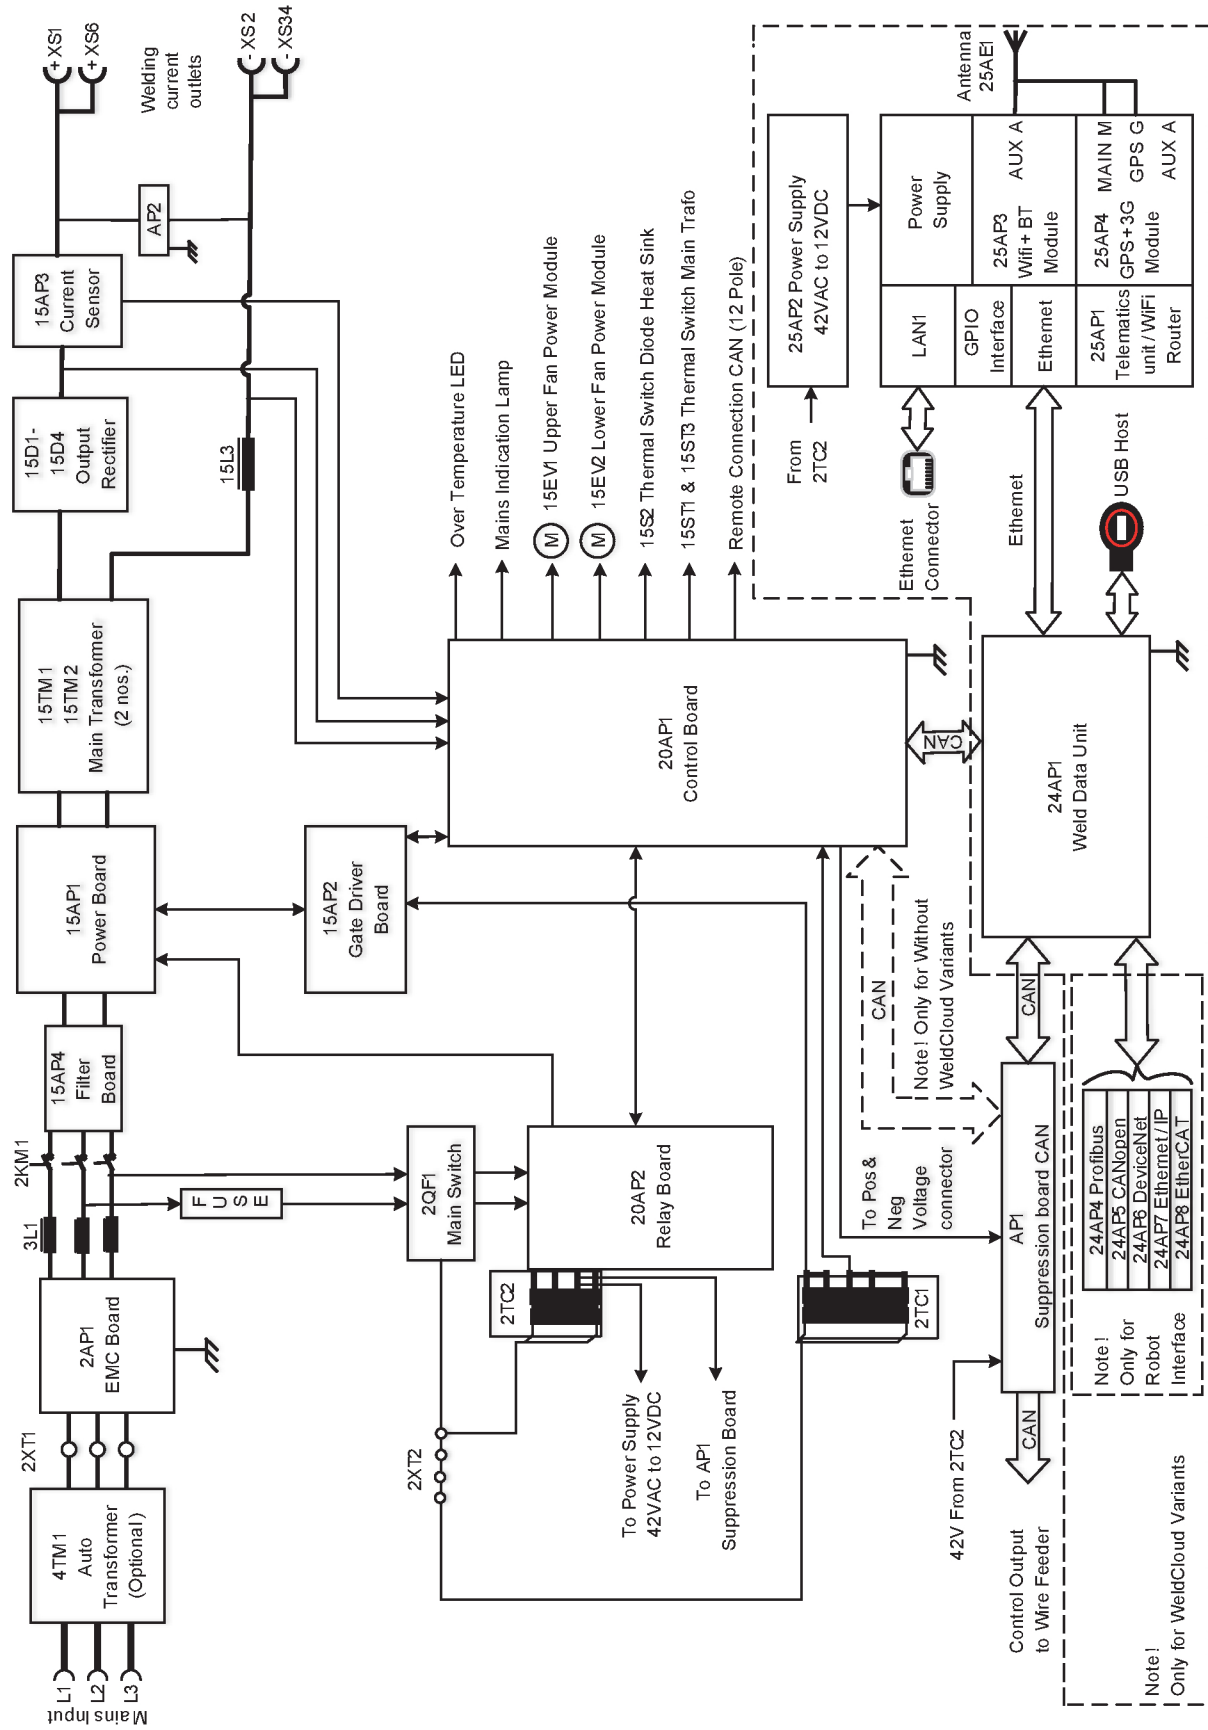 Mains Input
L1
L2
L3
4TM1
Auto
Transformer
(Optional)
2XT1
2AP1
EMC Board
3L1
2KM1
15AP4
Filter
Board
15AP1
Power Board
15TM1
15TM2
Main Transformer
(2 nos.)
15D1-
15D4
Output
Rectifier
15AP3
Current
Sensor
+ XS1
+ XS6
Welding
current
outlets
- XS2
- XS34
AP2
15L3
FUSE
2QF1
Main Switch
15AP2
Gate Driver
Board
2XT2
2TC2
20AP2
Relay Board
20AP1
Control Board
Over Temperature LED
Mains Indication Lamp
M
15EV1 Upper Fan Power Module
M
15EV2 Lower Fan Power Module
15S2 Thermal Switch Diode Heat Sink
15ST1 & 15ST3 Thermal Switch Main Trafo
Remote Connection CAN (12 Pole)
To Power Supply
42VAC to 12VDC
To AP1
Suppression Board
2TC1
To Pos &
Neg
Voltage
connector
CAN
Note! Only for Without
WeldCloud Variants
CAN
From
2TC2
25AP2 Power Supply
42VAC to 12VDC
Antenna
25AE1
LAN1
Power
Supply
GPIO
Interface
Ethernet
25AP3
Wifi + BT
Module
AUX A
25AP1
Telematics
unit / WiFi
Router
25AP4
GPS + 3G
Module
MAIN M
GPS G
AUX A
Ethernet
Connector
Ethernet
USB Host
24AP1
Weld Data Unit
CAN
42V From 2TC2
AP1
Suppression board CAN
CAN
Control Output
to Wire Feeder
Note!
Only for
Robot
Interface
24AP4 Profibus
24AP5 CANopen
24AP6 DeviceNet
24AP7 Ethernet / IP
24AP8 EtherCAT
Note!
Only for WeldCloud Variants